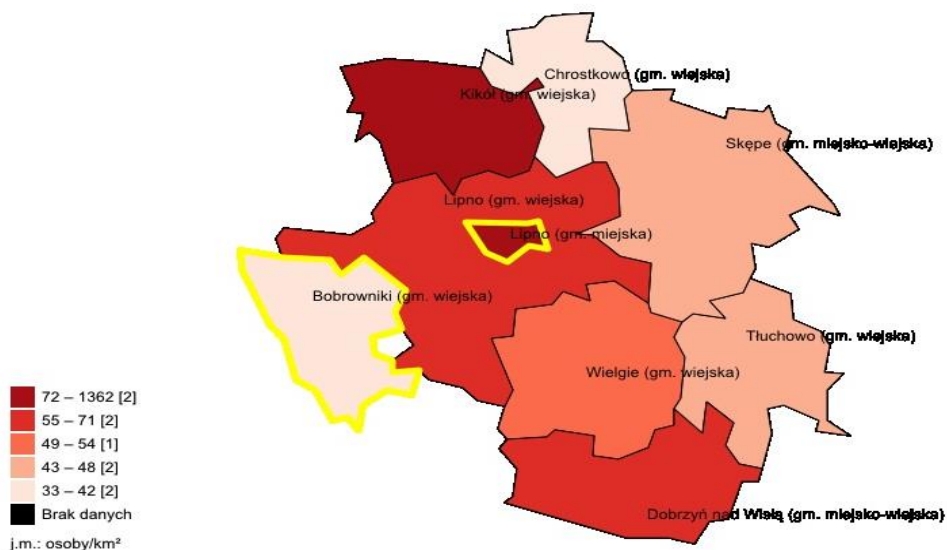 Chrostkowo (gm. wiejska)
Kikół (gm. wiejska)
Skępe (gm. miejsko-wiejska)
Lipno (gm. wiejska)
Lipno (gm. miejska)
Bobrowniki (gm. wiejska)
Tłuchowo (gm. wiejska)
Wielgie (gm. wiejska)
72 – 1362 [2]
55 – 71 [2]
49 – 54 [1]
43 – 48 [2]
33 – 42 [2]
Brak danych
Dobrzyń nad Wisłą (gm. miejsko-wiejska)
j.m.: osoby/km²